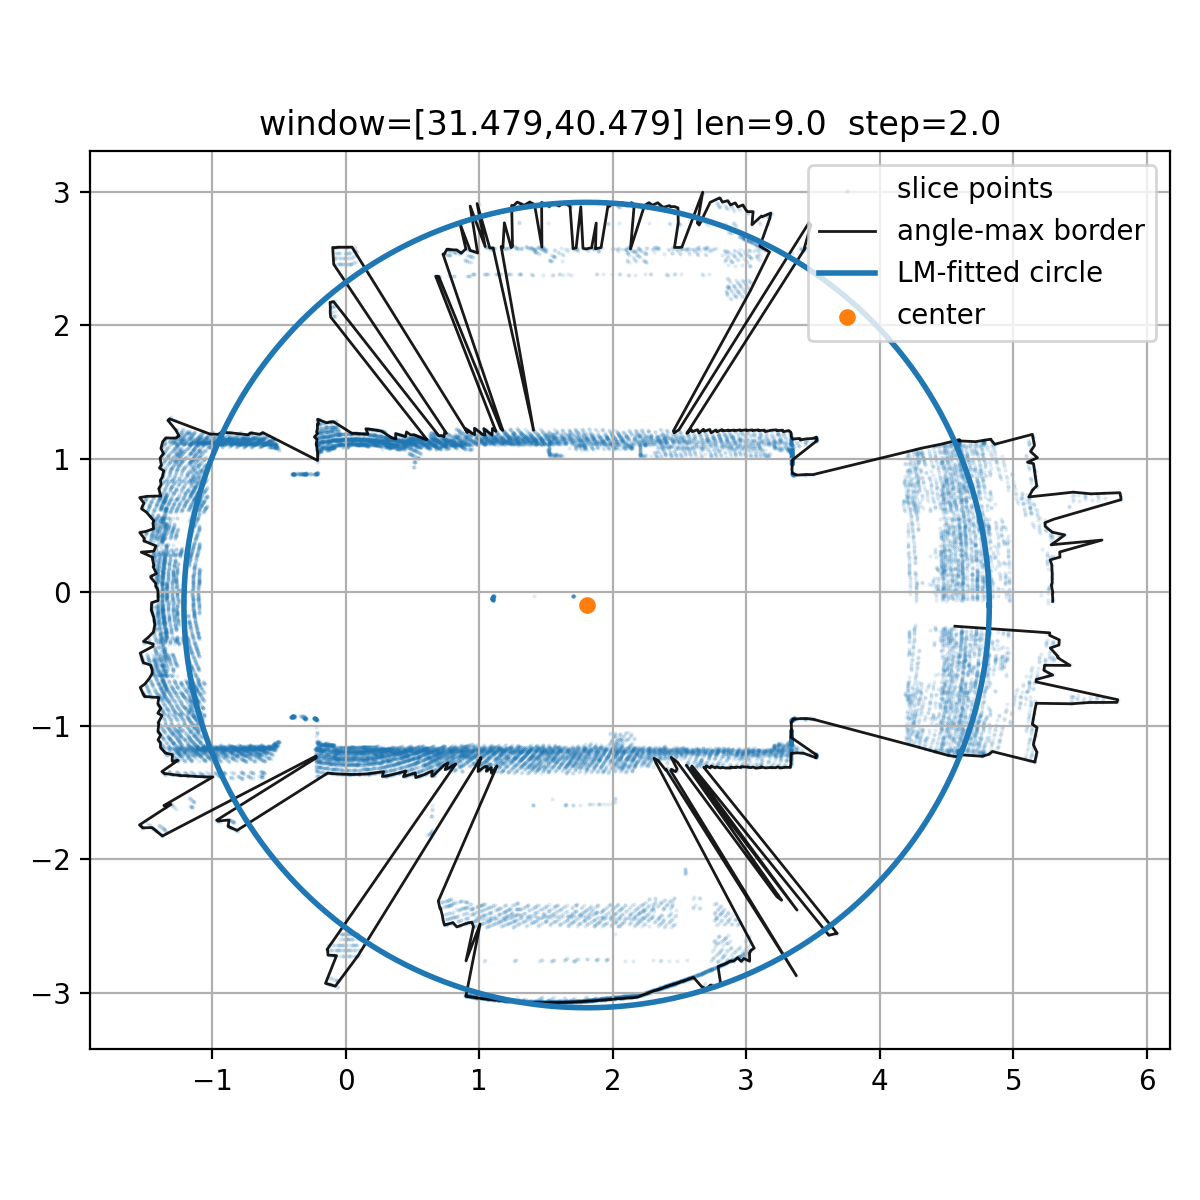 window=[31.479,40.479] len=9.0  step=2.0
slice points
angle-max border
LM-fitted circle
center
3
2
1
0
−1
−2
−3
−1 0 1 2 3 4 5 6